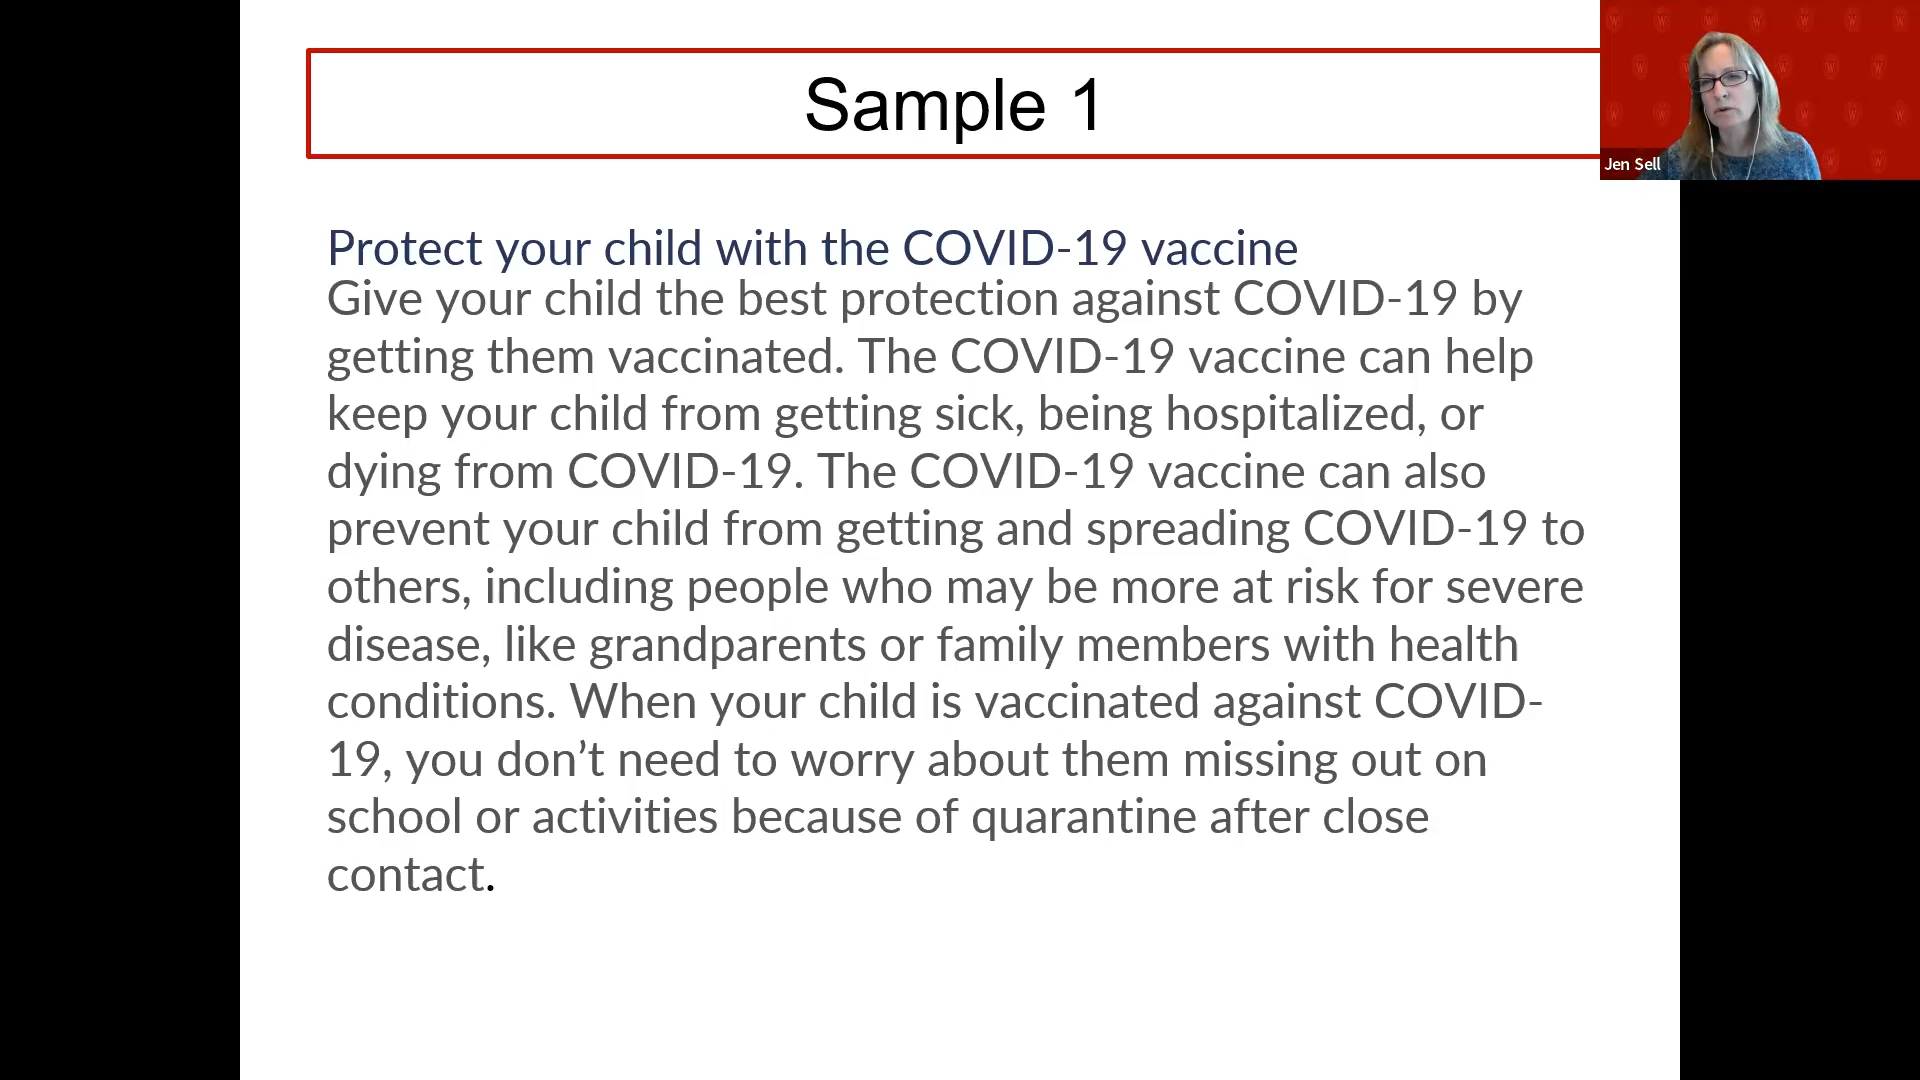 Sample 1
Jen Sell
Protect your child with the COVID-19 vaccine
Give your child the best protection against COVID-19 by
getting them vaccinated. The COVID-19 vaccine can help
keep your child from getting sick, being hospitalized, or
dying from COVID-19. The COVID-19 vaccine can also
prevent your child from getting and spreading COVID-19 to
others, including people who may be more at risk for severe
disease, like grandparents or family members with health
conditions. When your child is vaccinated against COVID-
19, you don’t need to worry about them missing out on
school or activities because of quarantine after close
contact.